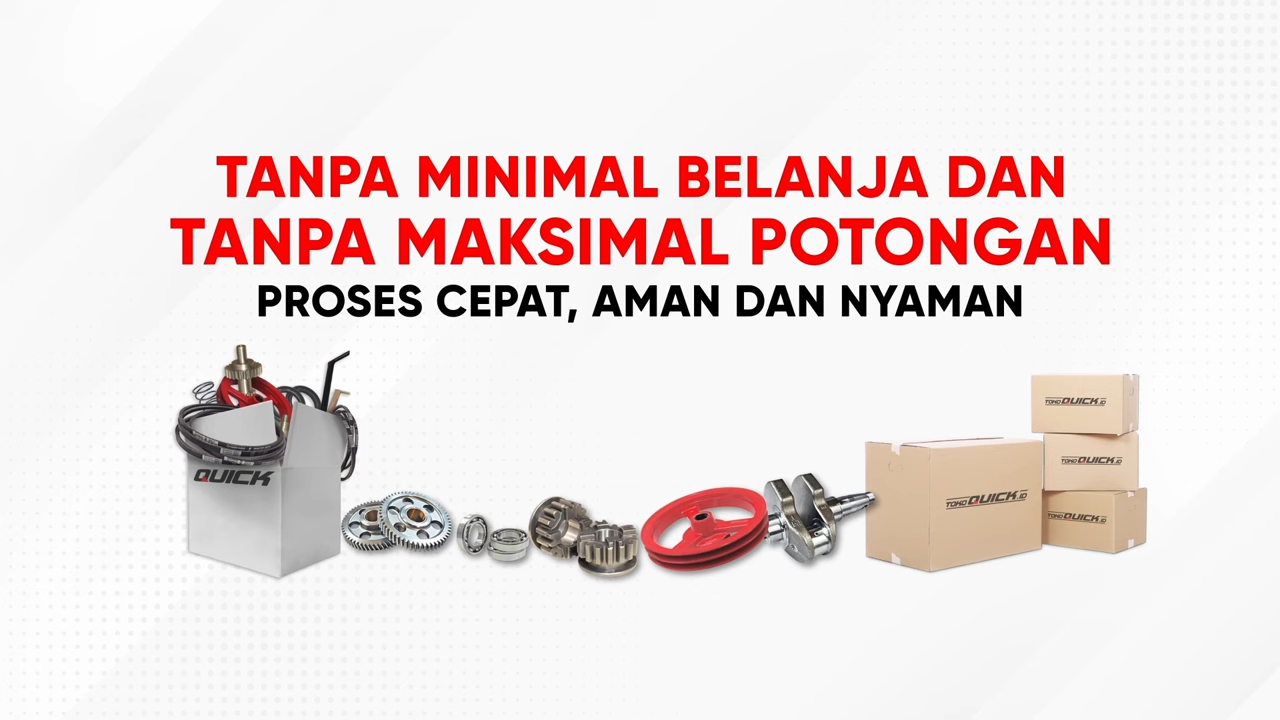 TANPA MINIMAL BELANJA DAN
TANPA MAKSIMAL POTONGAN
PROSES CEPAT, AMAN DAN NYAMAN
QUICK
TOKOQUICK.ID
TOKOQUICK.ID
TOKOQUICK.ID
TOKOQUICK.ID